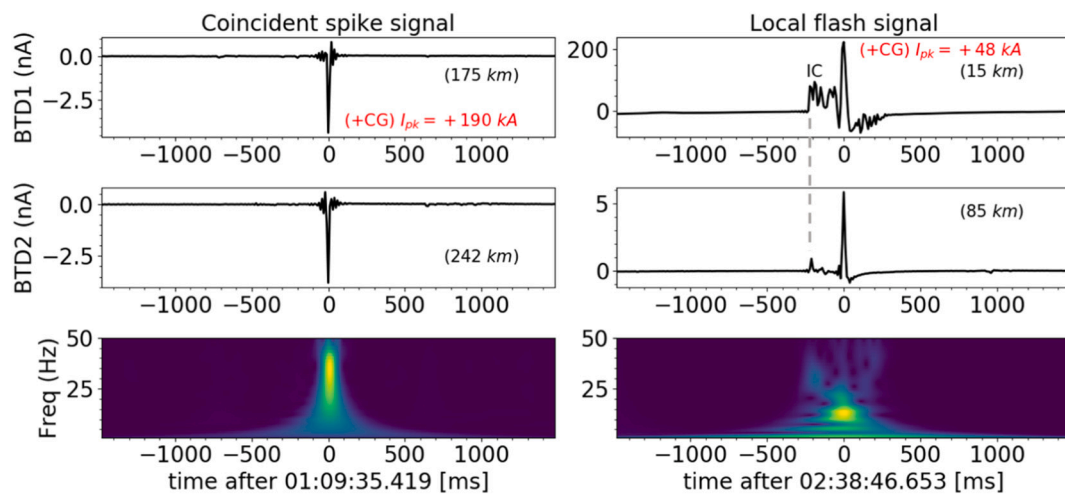 Coincident spike signal
Local flash signal
BTD1 (nA)
0.0
−2.5
(175 km)
(+CG) Ipk = +190 kA
−1000 −500 0 500 1000
200
0
IC
(+CG) Ipk = +48 kA
(15 km)
−1000 −500 0 500 1000
BTD2 (nA)
0.0
−2.5
(242 km)
−1000 −500 0 500 1000
5
0
(85 km)
−1000 −500 0 500 1000
Freq (Hz)
50
25
−1000 −500 0 500 1000
time after 01:09:35.419 [ms]
50
25
−1000 −500 0 500 1000
time after 02:38:46.653 [ms]